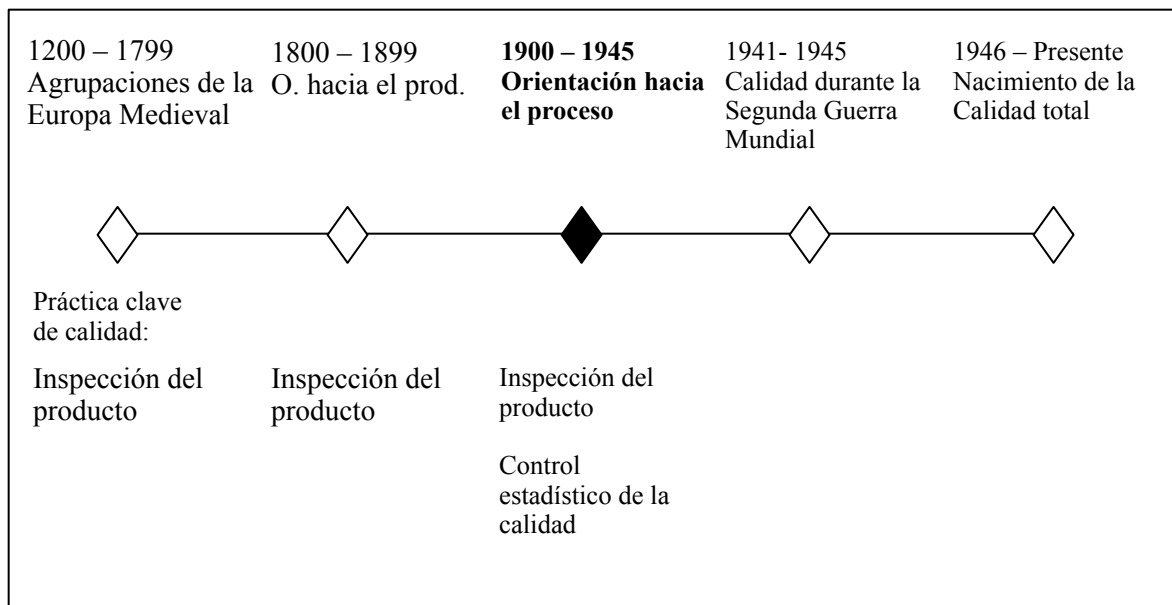 1200 – 1799
Agrupaciones de la
Europa Medieval
1800 – 1899
O. hacia el prod.
1900 – 1945
Orientación hacia
el proceso
1941- 1945
Calidad durante la
Segunda Guerra
Mundial
1946 – Presente
Nacimiento de la
Calidad total
Práctica clave
de calidad:
Inspección del
producto
Inspección del
producto
Inspección del
producto
Control
estadístico de la
calidad